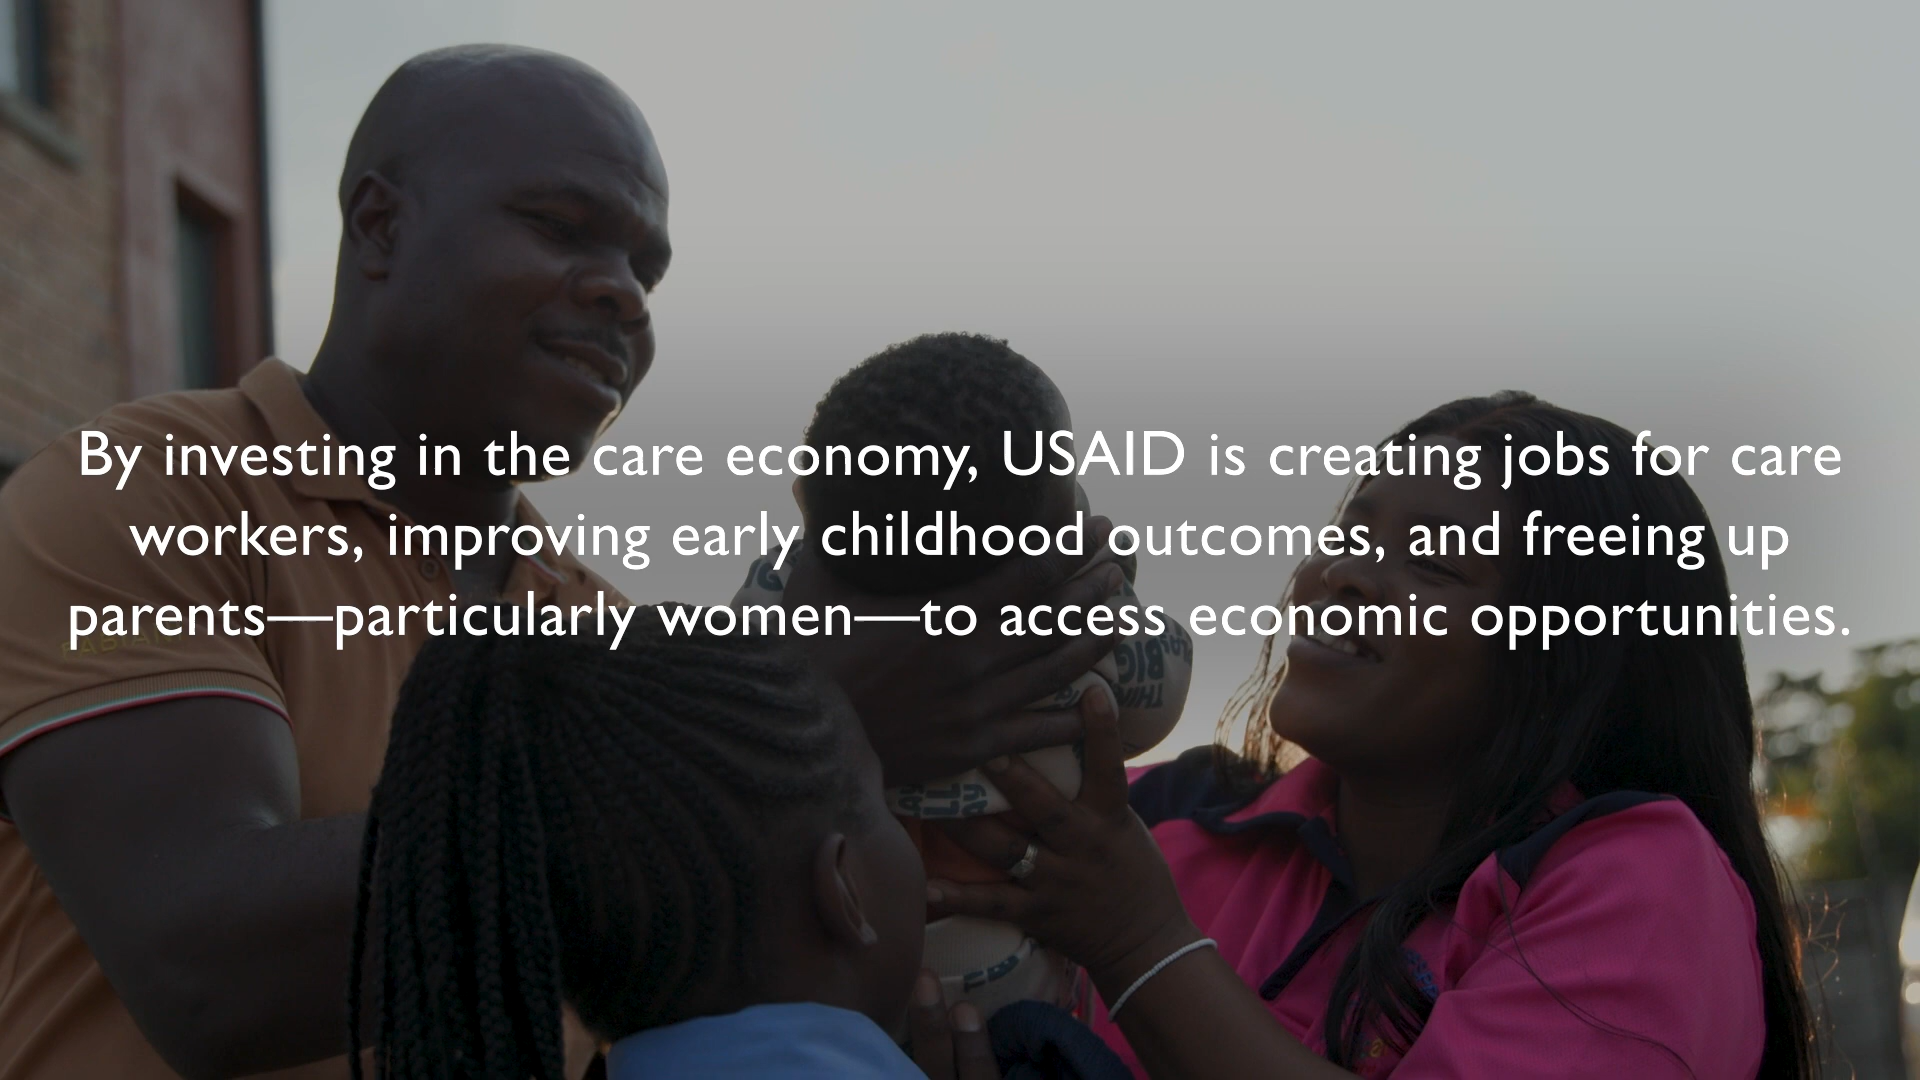 By investing in the care economy, USAID is creating jobs for care
workers, improving early childhood outcomes, and freeing up
parents—particularly women—to access economic opportunities.
BIG